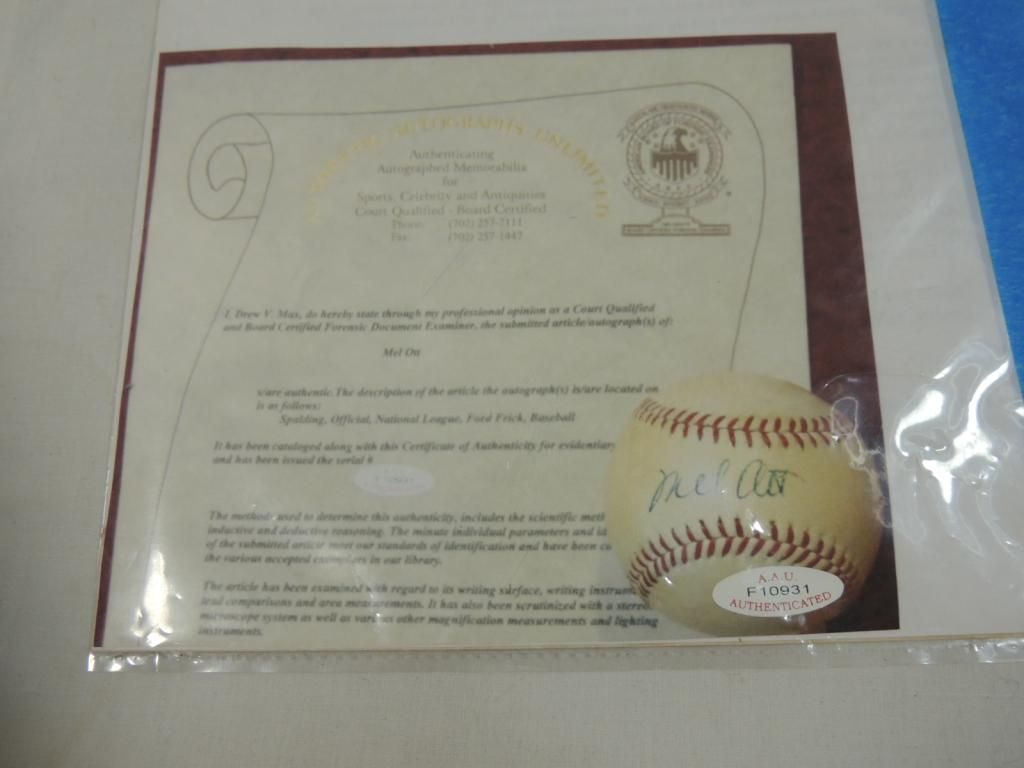 AUTOGRAPHS UNLIMITED
Authenticating
Autographed Memorabilia
for
Sports, Celebrity and Antiquities
Court Qualified - Board Certified
Phone: (702) 257-7111
Fax: (702) 257-1447
I, Drew V. Max, do hereby state through my professional opinion as a Court Qualified
and Board Certified Forensic Document Examiner, the submitted article/autograph(s) of:
Mel Ott
is/are authentic. The description of the article the autograph(s) is/are located on
is as follows:
Spalding, Official, National League, Ford Frick, Baseball
It has been cataloged along with this Certificate of Authenticity for evidentiary
and has been issued the serial #
F10931
The methods used to determine this authenticity, includes the scientific meth
inductive and deductive reasoning. The minute individual parameters and id
of the submitted article meet our standards of identification and have been co
the various accepted exemplars in our library.
The article has been examined with regard to its writing surface, writing instrum
and comparisons and area measurements. It has also been scrutinized with a stereo
microscope system as well as various other magnification measurements and lighting
instruments.
Mel Ott
A.A.U.
F10931
AUTHENTICATED